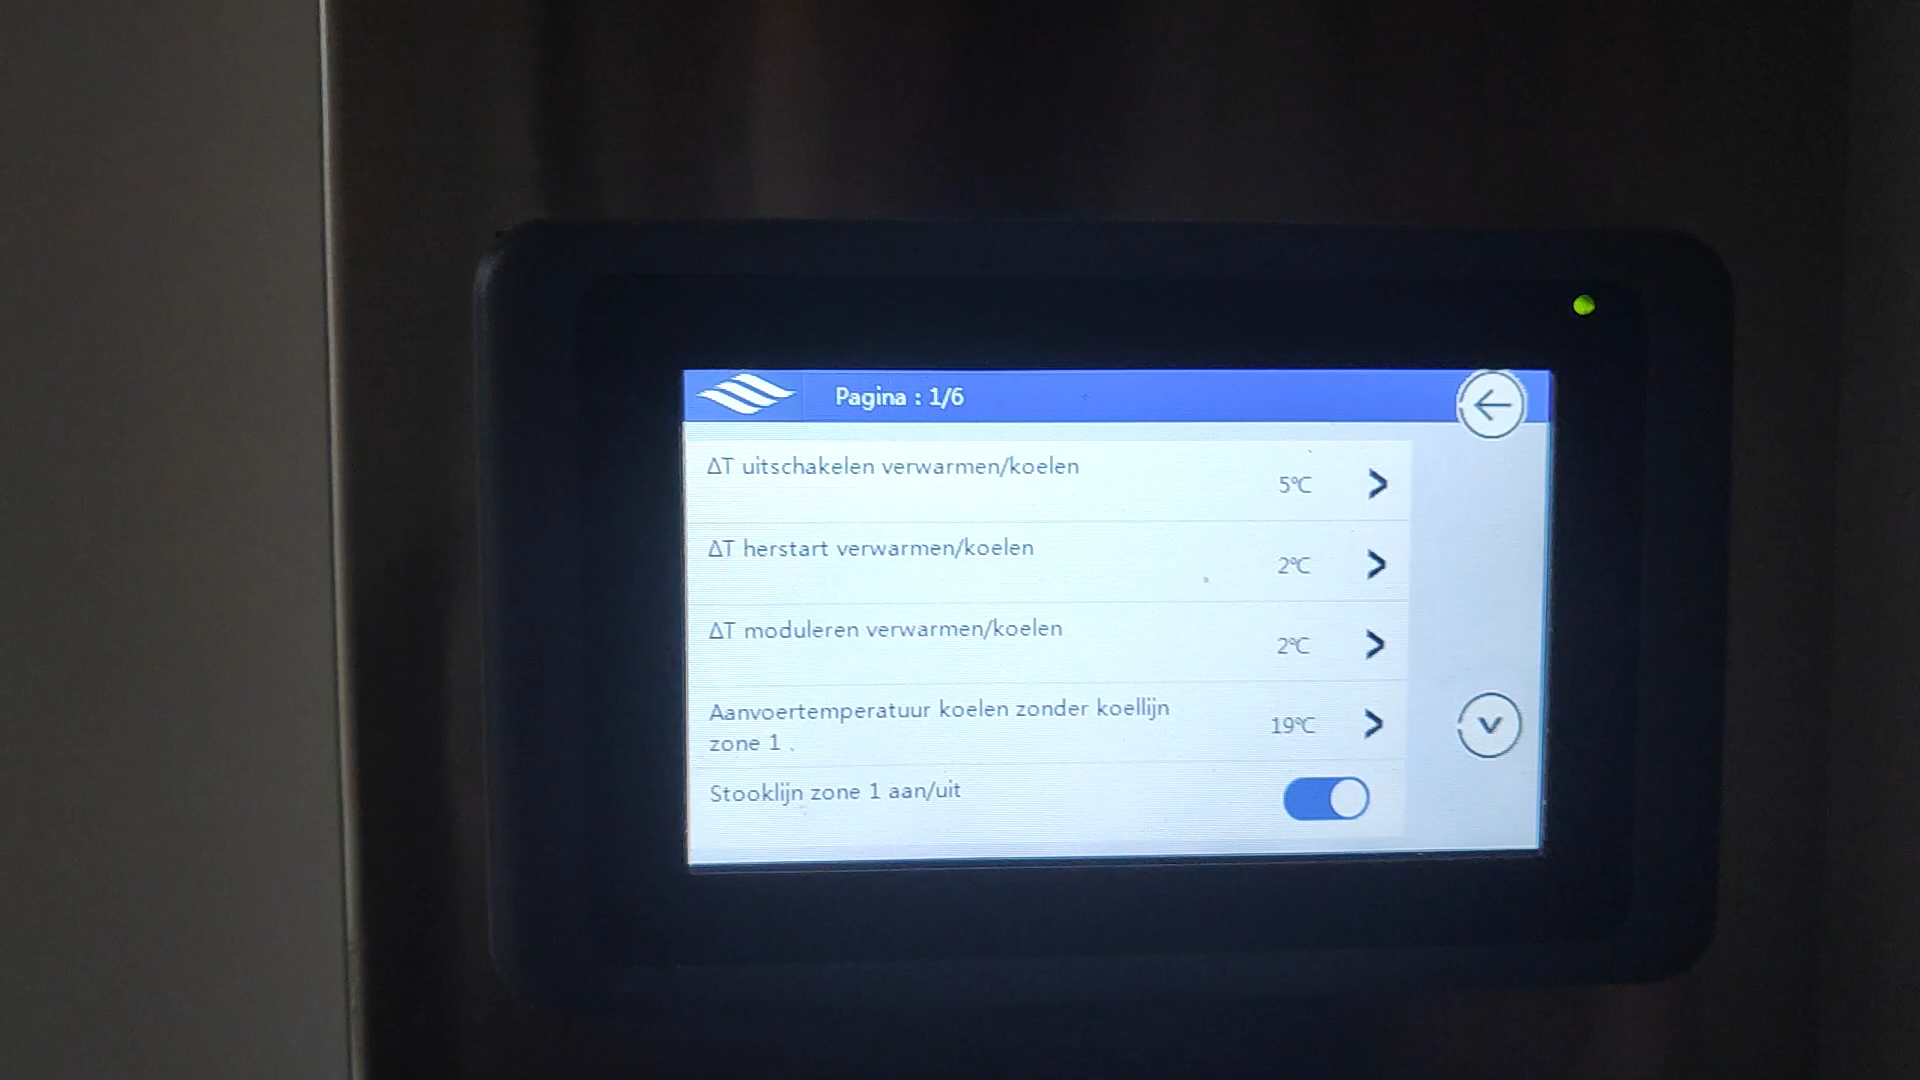 Pagina : 1/6
ΔT uitschakelen verwarmen/koelen
5°C
ΔT herstart verwarmen/koelen
2°C
ΔT moduleren verwarmen/koelen
2°C
Aanvoertemperatuur koelen zonder koellijn
zone 1 .
19°C
Stooklijn zone 1 aan/uit